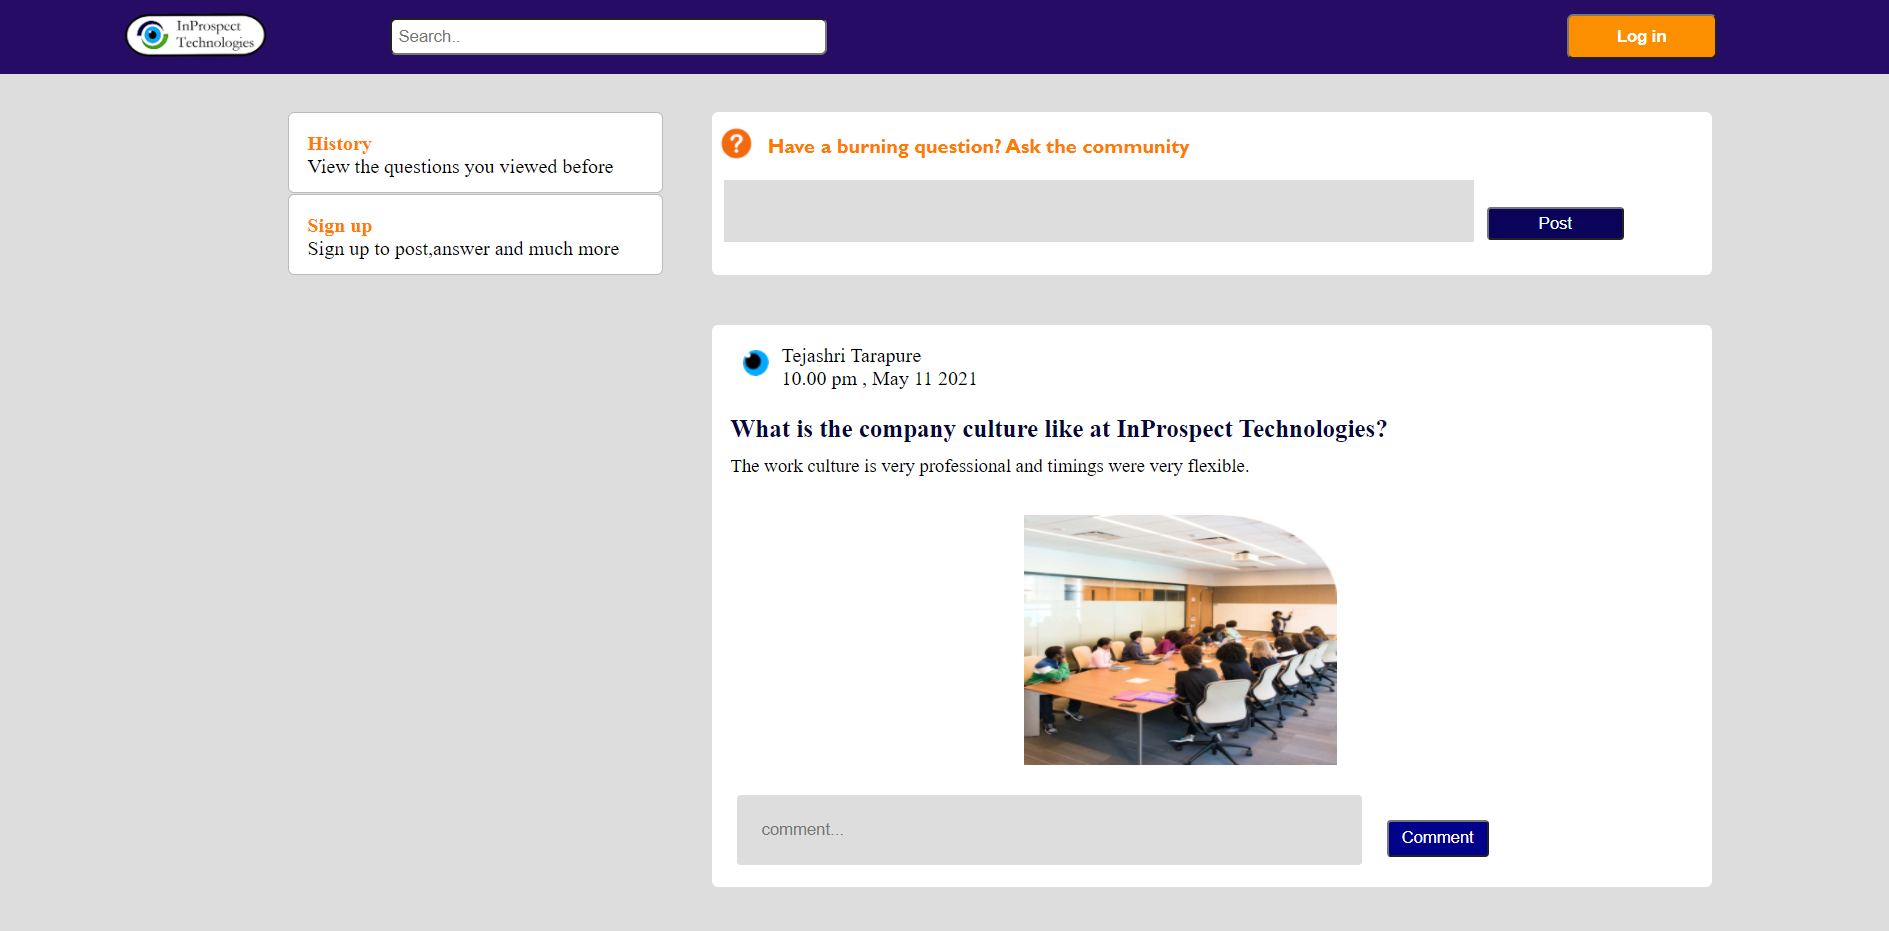 InProspect
Technologies
Search..
Log in
History
View the questions you viewed before
Sign up
Sign up to post,answer and much more
? Have a burning question? Ask the community
Post
Tejashri Tarapure
10.00 pm , May 11 2021
What is the company culture like at InProspect Technologies?
The work culture is very professional and timings were very flexible.
comment...
Comment